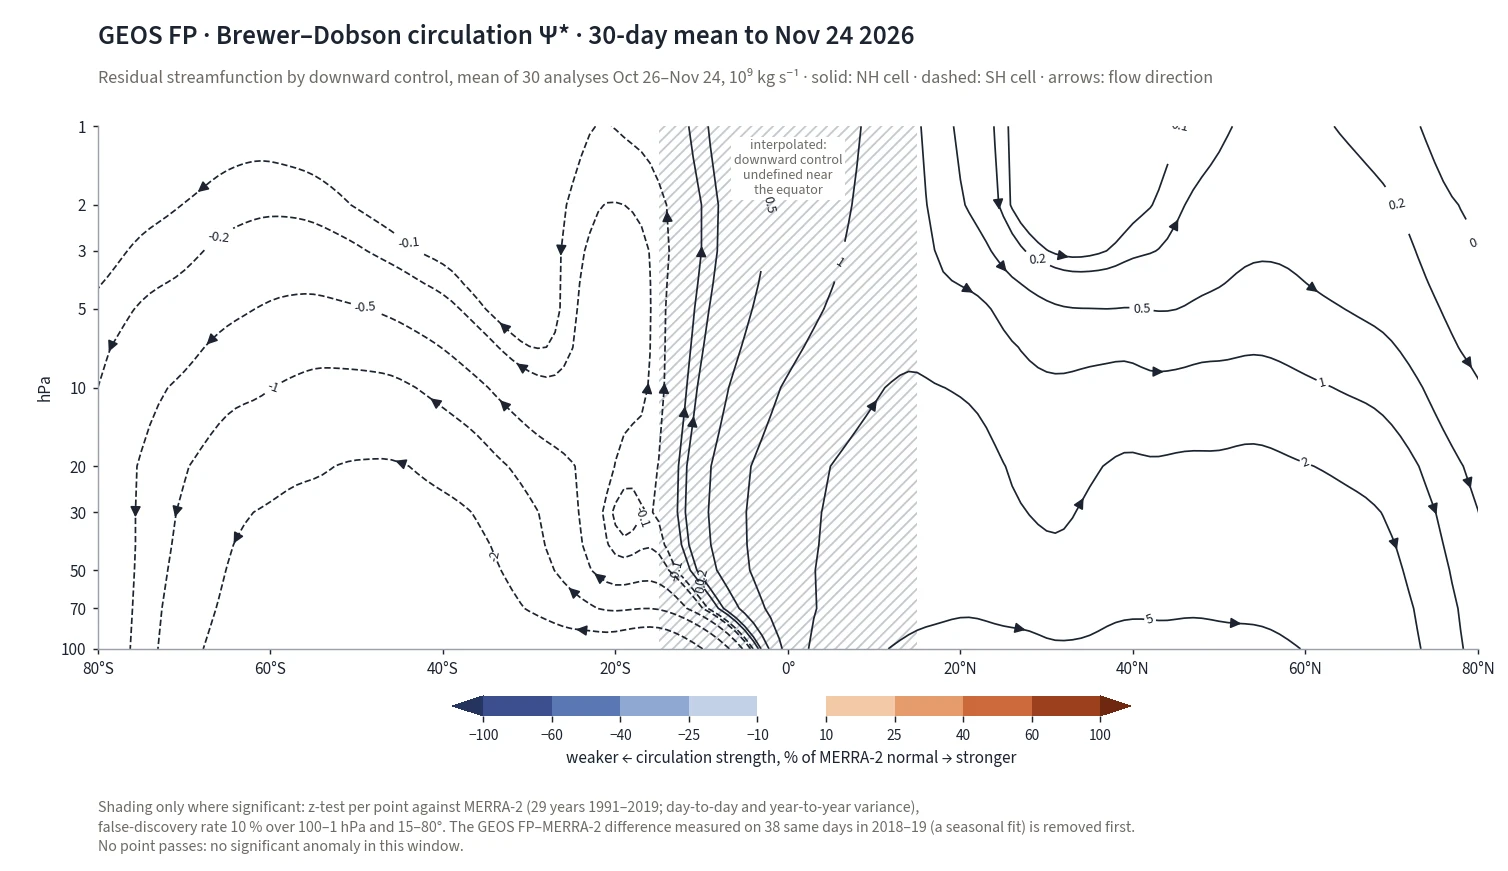 GEOS FP · Brewer–Dobson circulation Ψ* · 30-day mean to Nov 24 2026
Residual streamfunction by downward control, mean of 30 analyses Oct 26–Nov 24, 10⁹ kg s⁻¹ · solid: NH cell · dashed: SH cell · arrows: flow direction
interpolated:
downward control
undefined near
the equator
hPa
1
2
3
5
10
20
30
50
70
100
-0.1
-0.2
-0.5
-1
-2
-0.1
0.5
1
0.2
0.5
1
2
5
0.2
80°S
60°S
40°S
20°S
0°
20°N
40°N
60°N
80°N
−100
−60
−40
−25
−10
10
25
40
60
100
weaker ← circulation strength, % of MERRA-2 normal → stronger
Shading only where significant: z-test per point against MERRA-2 (29 years 1991–2019; day-to-day and year-to-year variance),
false-discovery rate 10 % over 100–1 hPa and 15–80°. The GEOS FP–MERRA-2 difference measured on 38 same days in 2018–19 (a seasonal fit) is removed first.
No point passes: no significant anomaly in this window.